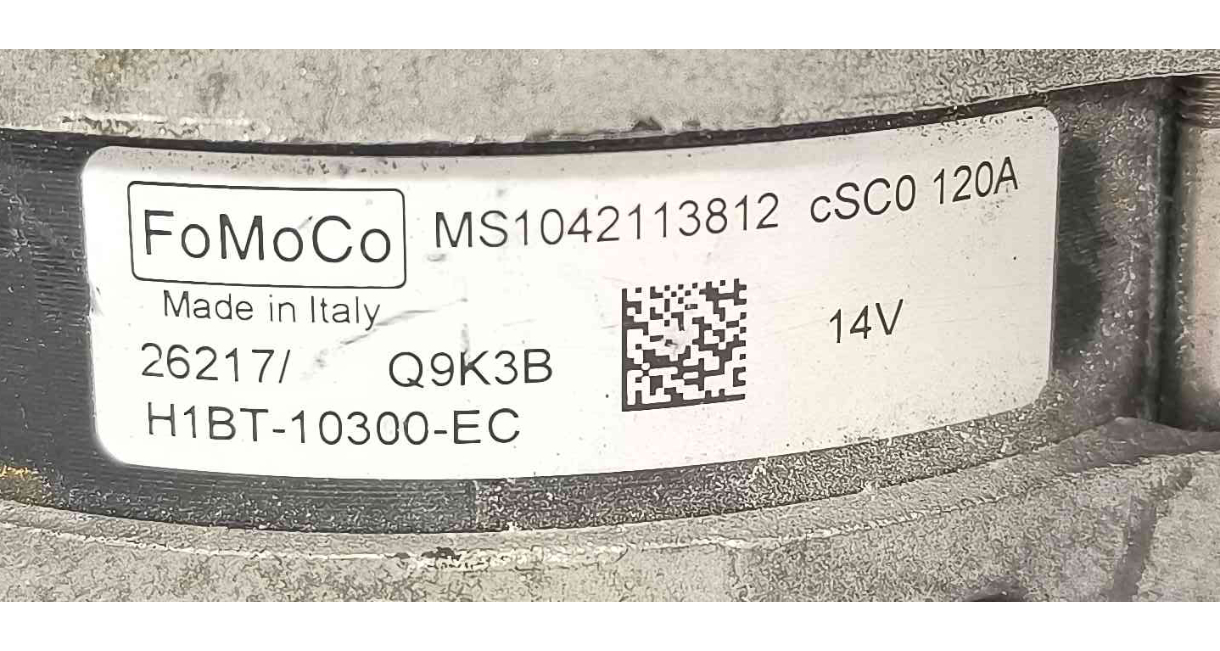 FoMoCo MS1042113812 cSC0 120A
Made in Italy
14V
26217/ Q9K3B
H1BT-10300-EC